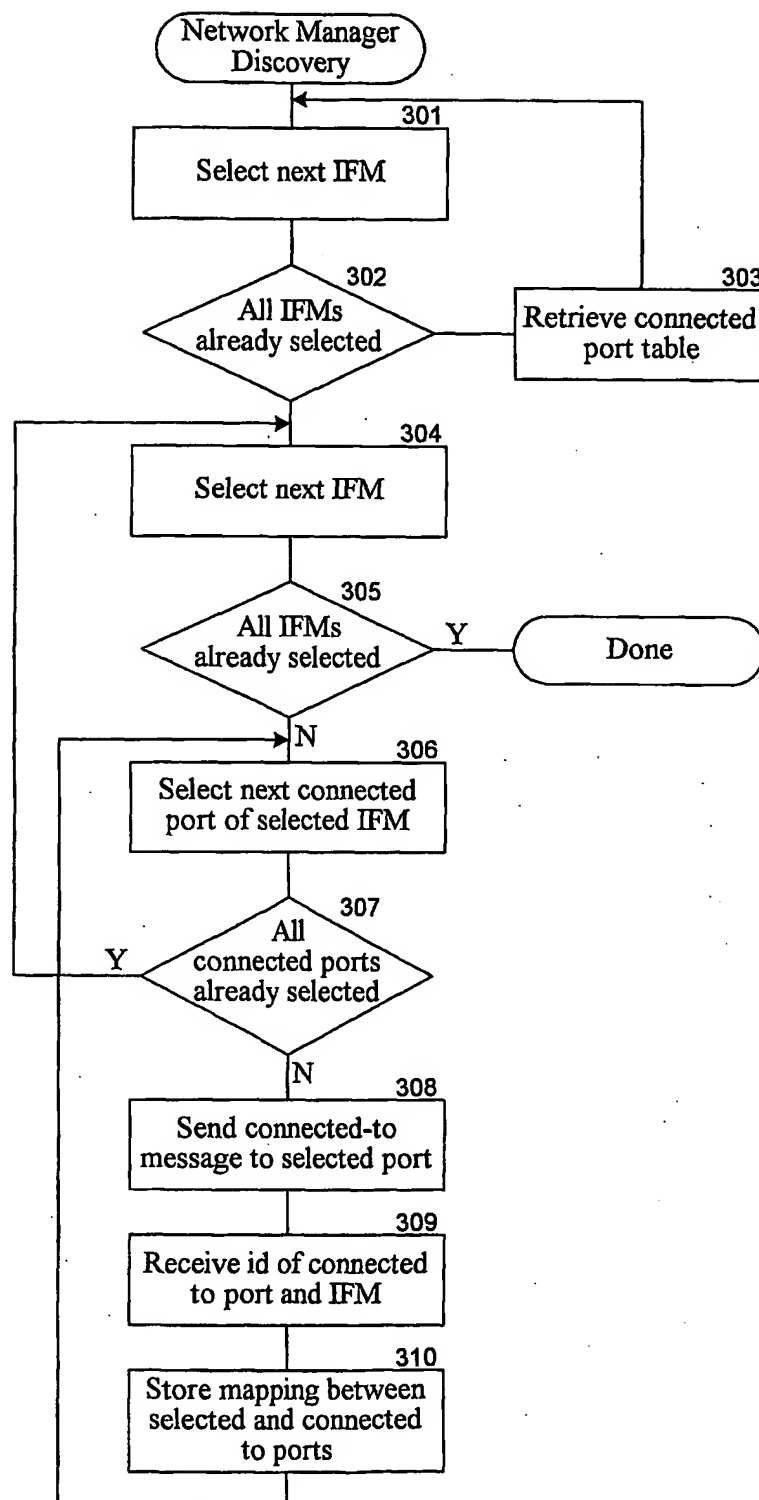 Network Manager
Discovery
301
Select next IFM
302
All IFMs
already selected
303
Retrieve connected
port table
304
Select next IFM
305
All IFMs
already selected
Y
Done
N
306
Select next connected
port of selected IFM
307
All
connected ports
already selected
Y
N
308
Send connected-to
message to selected port
309
Receive id of connected
to port and IFM
310
Store mapping between
selected and connected
to ports